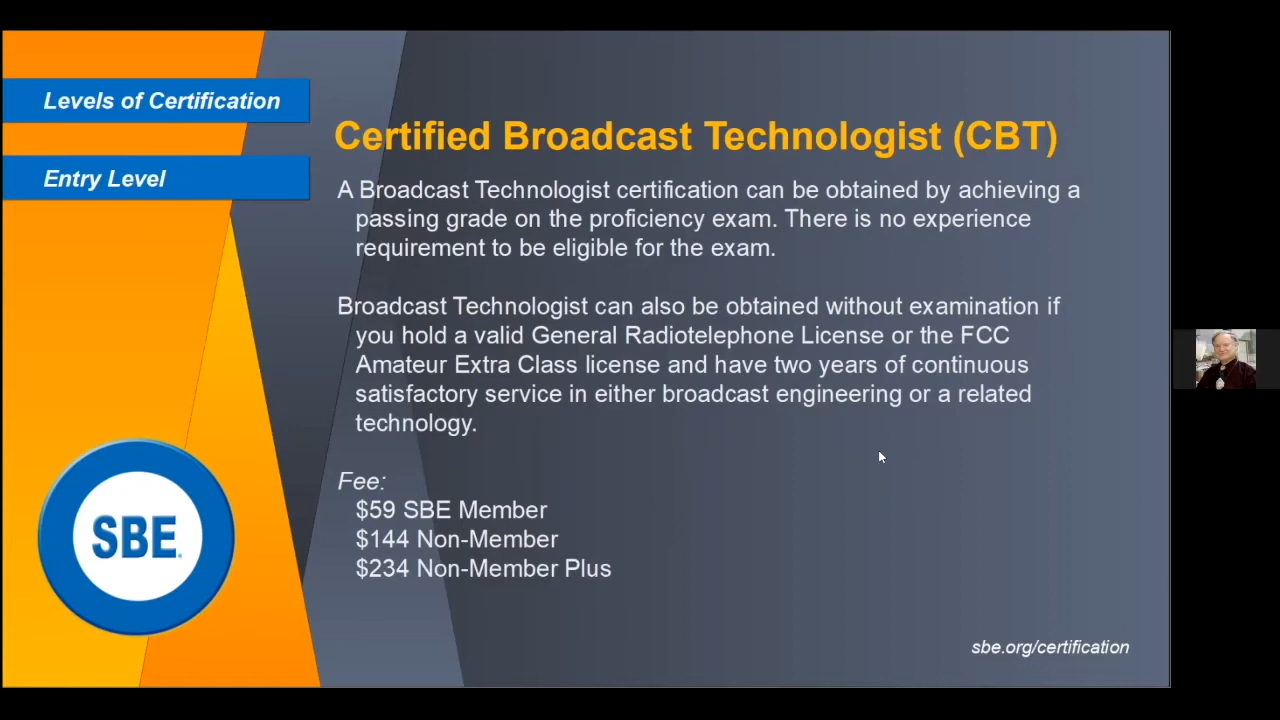 Levels of Certification
Entry Level
Certified Broadcast Technologist (CBT)
A Broadcast Technologist certification can be obtained by achieving a
passing grade on the proficiency exam. There is no experience
requirement to be eligible for the exam.
Broadcast Technologist can also be obtained without examination if
you hold a valid General Radiotelephone License or the FCC
Amateur Extra Class license and have two years of continuous
satisfactory service in either broadcast engineering or a related
technology.
Fee:
$59 SBE Member
$144 Non-Member
$234 Non-Member Plus
SBE
sbe.org/certification